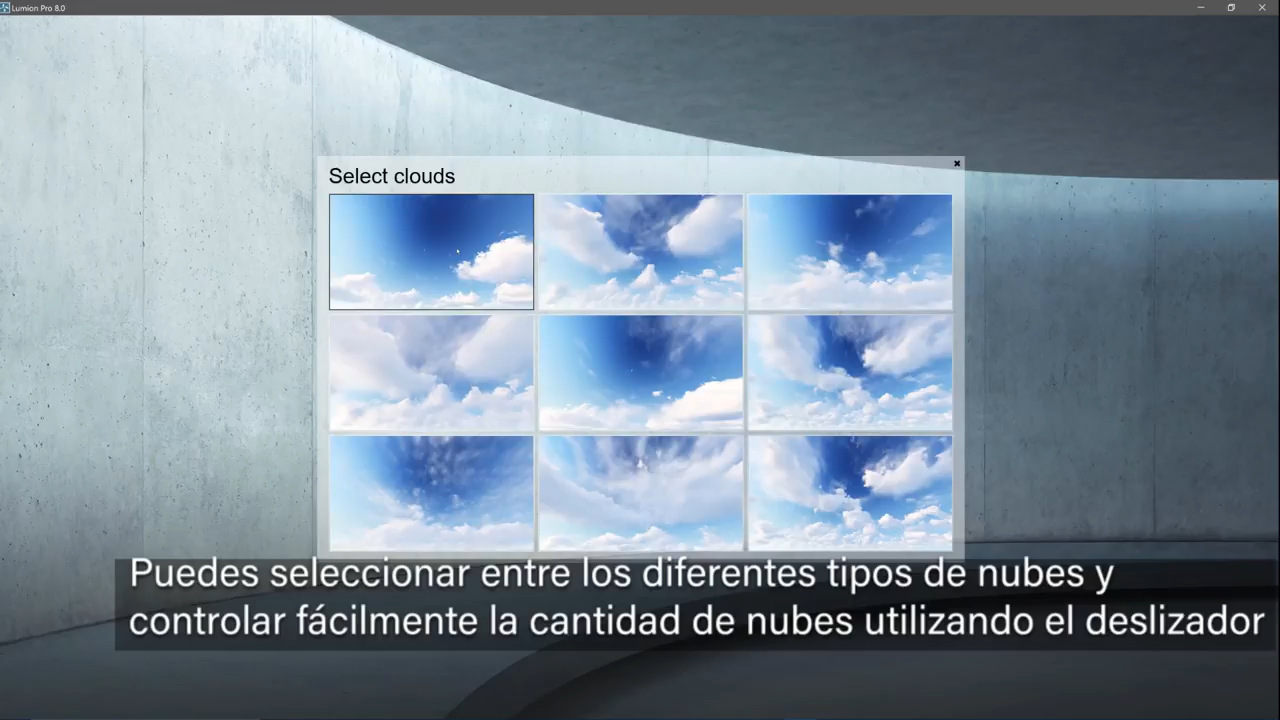 Lumion Pro 8.0
Select clouds
Puedes seleccionar entre los diferentes tipos de nubes y
controlar fácilmente la cantidad de nubes utilizando el deslizador